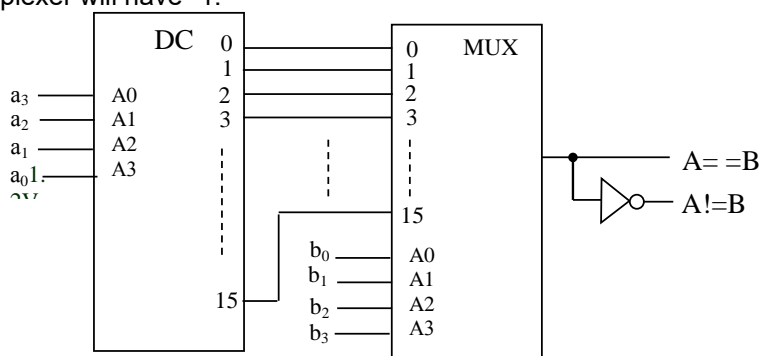 plexer will have "1.
DC 0 0 MUX
1 1
a₃ A0 2 2
a₂ A1 3 3
a₁ A2 A= =B
a₀1. A3 A!=B
15
b₀ A0
b₁ A1
15 b₂ A2
b₃ A3